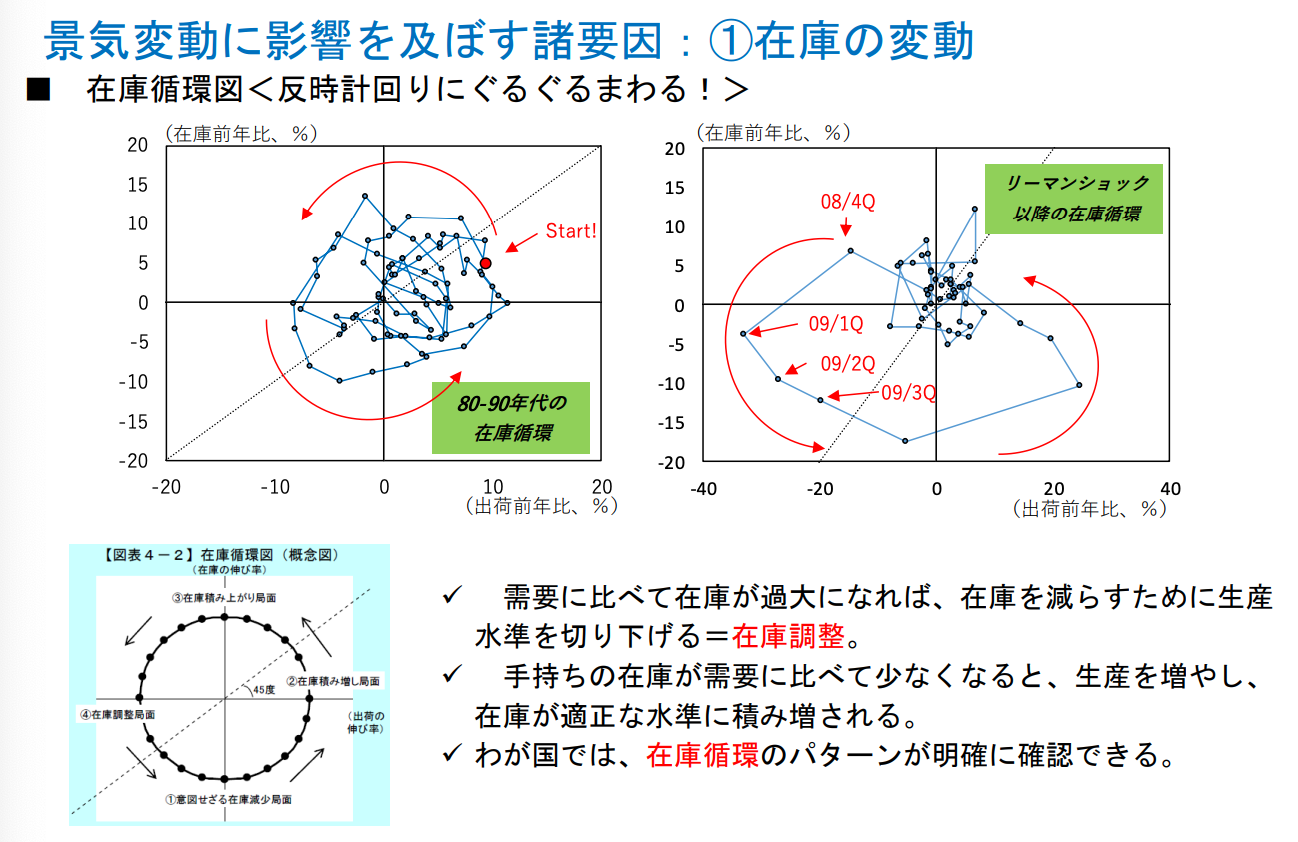 景気変動に影響を及ぼす諸要因：①在庫の変動
■　在庫循環図＜反時計回りにぐるぐるまわる！＞
（在庫前年比、％）
20
15
10
5
0
-5
-10
-15
-20
-20
-10
0
10
20
（出荷前年比、％）
Start!
80-90年代の
在庫循環
（在庫前年比、％）
20
15
10
5
0
-5
-10
-15
-20
-40
-20
0
20
40
（出荷前年比、％）
リーマンショック
以降の在庫循環
08/4Q
09/1Q
09/2Q
09/3Q
【図表４－２】在庫循環図（概念図）
（在庫の伸び率）
③在庫積み上がり局面
②在庫積み増し局面
45度
④在庫調整局面
（出荷の
伸び率）
①意図せざる在庫減少局面
✓　需要に比べて在庫が過大になれば、在庫を減らすために生産
水準を切り下げる＝在庫調整。
✓　手持ちの在庫が需要に比べて少なくなると、生産を増やし、
在庫が適正な水準に積み増される。
✓ わが国では、在庫循環のパターンが明確に確認できる。